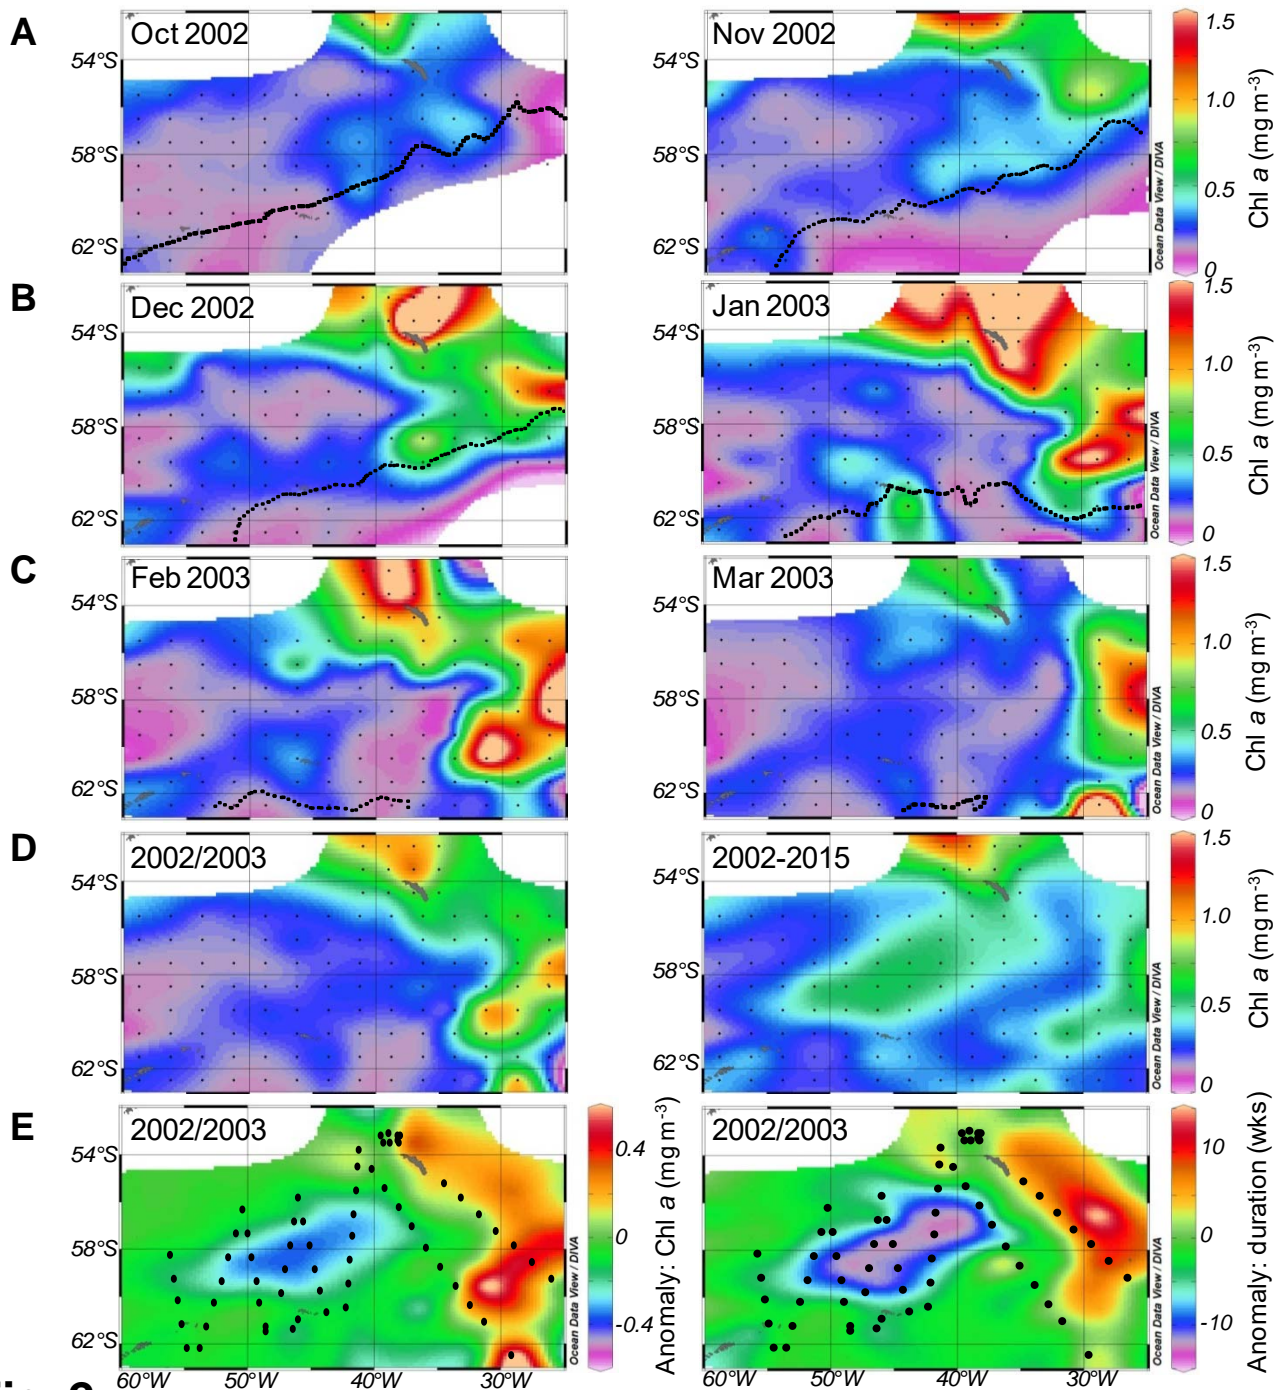 A
Oct 2002
Nov 2002
54°S
58°S
62°S
54°S
58°S
62°S
Ocean Data View / DIVA
1.5
1.0
0.5
0
Chl a (mg m-3)
B
Dec 2002
Jan 2003
54°S
58°S
62°S
54°S
58°S
62°S
Ocean Data View / DIVA
1.5
1.0
0.5
0
Chl a (mg m-3)
C
Feb 2003
Mar 2003
54°S
58°S
62°S
54°S
58°S
62°S
Ocean Data View / DIVA
1.5
1.0
0.5
0
Chl a (mg m-3)
D
2002/2003
2002-2015
54°S
58°S
62°S
54°S
58°S
62°S
Ocean Data View / DIVA
1.5
1.0
0.5
0
Chl a (mg m-3)
E
2002/2003
2002/2003
54°S
58°S
62°S
Ocean Data View / DIVA
0.4
0
-0.4
Anomaly: Chl a (mg m-3)
54°S
58°S
62°S
Ocean Data View / DIVA
10
0
-10
Anomaly: duration (wks)
60°W
50°W
40°W
30°W
60°W
50°W
40°W
30°W